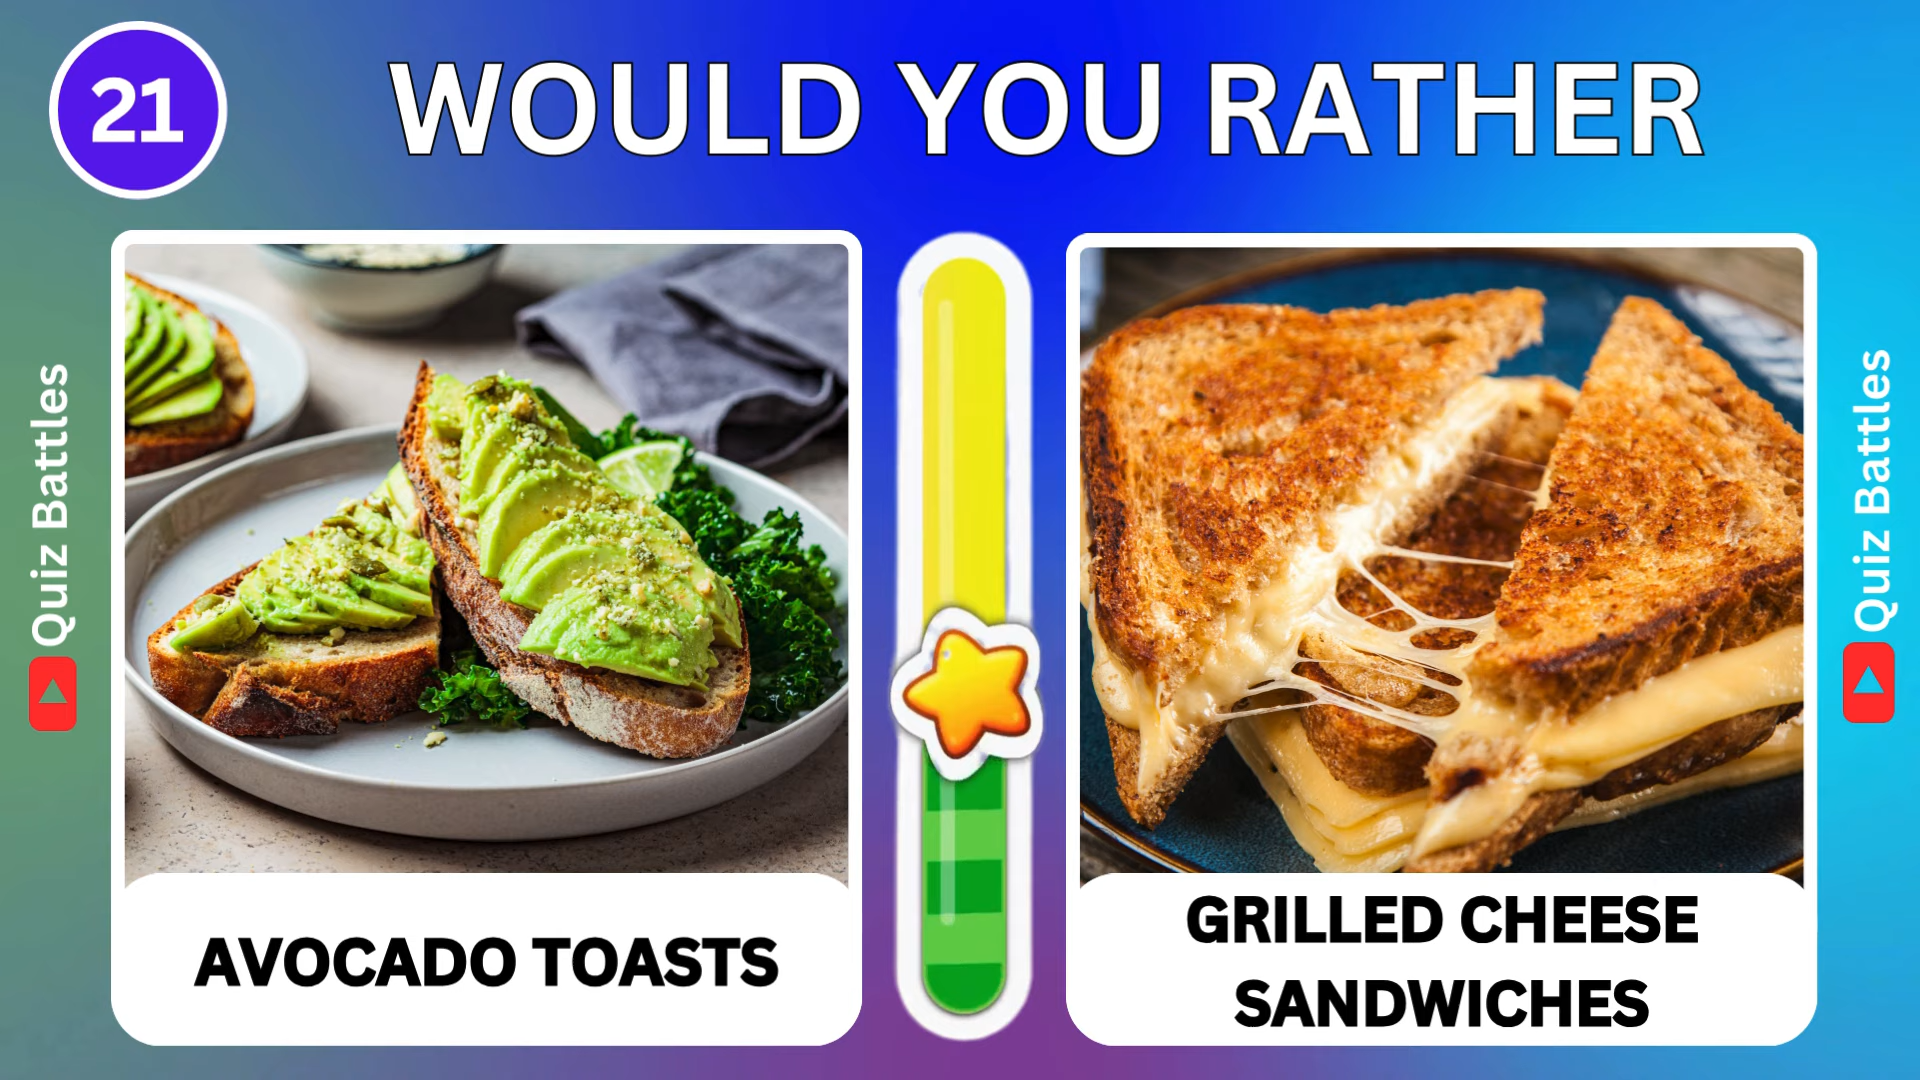 21
WOULD YOU RATHER
Quiz Battles
AVOCADO TOASTS
GRILLED CHEESE
SANDWICHES
Quiz Battles